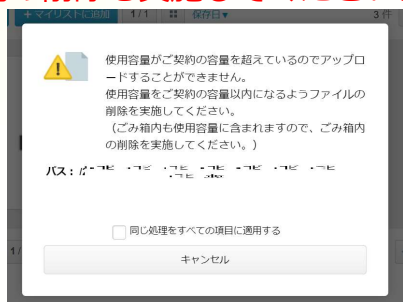 +マイリストに追加 1/1 保存日▼ 3件
使用容量がご契約の容量を超えているのでアップロ
ードすることができません。
使用容量をご契約の容量以内になるようファイルの
削除を実施してください。
(ごみ箱内も使用容量に含まれますので、ごみ箱内
の削除を実施してください。)
パス:
同じ処理をすべての項目に適用する
1/
キャンセル